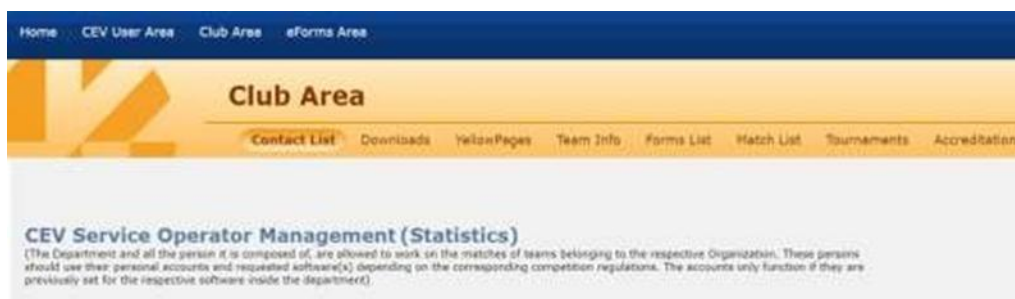 Home CEV User Area Club Area eForms Area
Club Area
Contact List Downloads YellowPages Team Info Forms List Match List Tournaments Accreditation
CEV Service Operator Management (Statistics)
(The Department and all the person it is composed of, are allowed to work on the matches of teams belonging to the respective Organization. These persons
should use their personal accounts and requested software(s) depending on the corresponding competition regulations. The accounts only function if they are
previously set for the respective software inside the department)